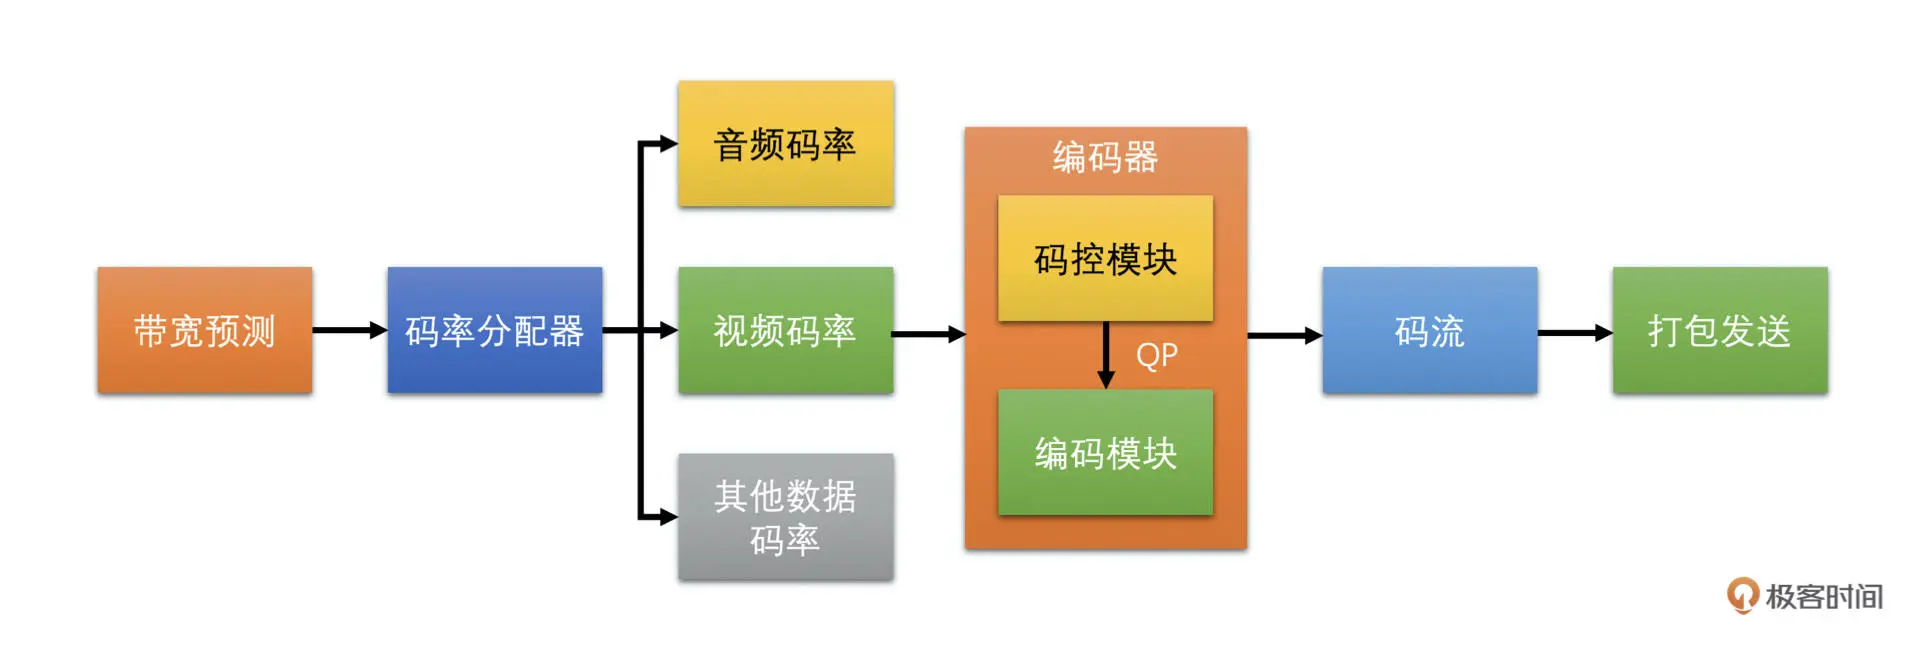 带宽预测
码率分配器
音频码率
视频码率
其他数据
码率
编码器
码控模块
QP
编码模块
码流
打包发送
极客时间